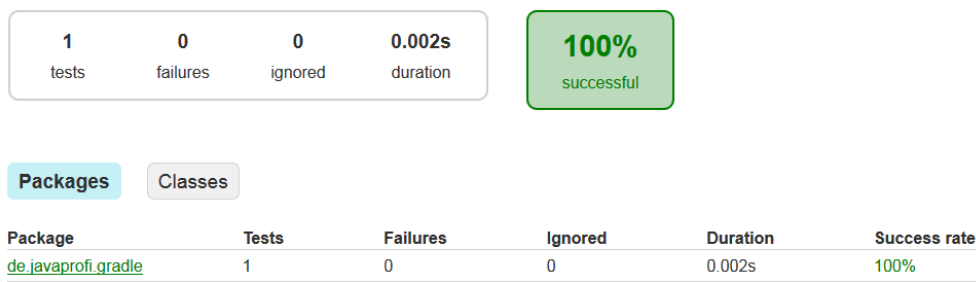 1 0 0 0.002s 100%
tests failures ignored duration successful
Packages Classes
Package Tests Failures Ignored Duration Success rate
de.javaprofi.gradle 1 0 0 0.002s 100%